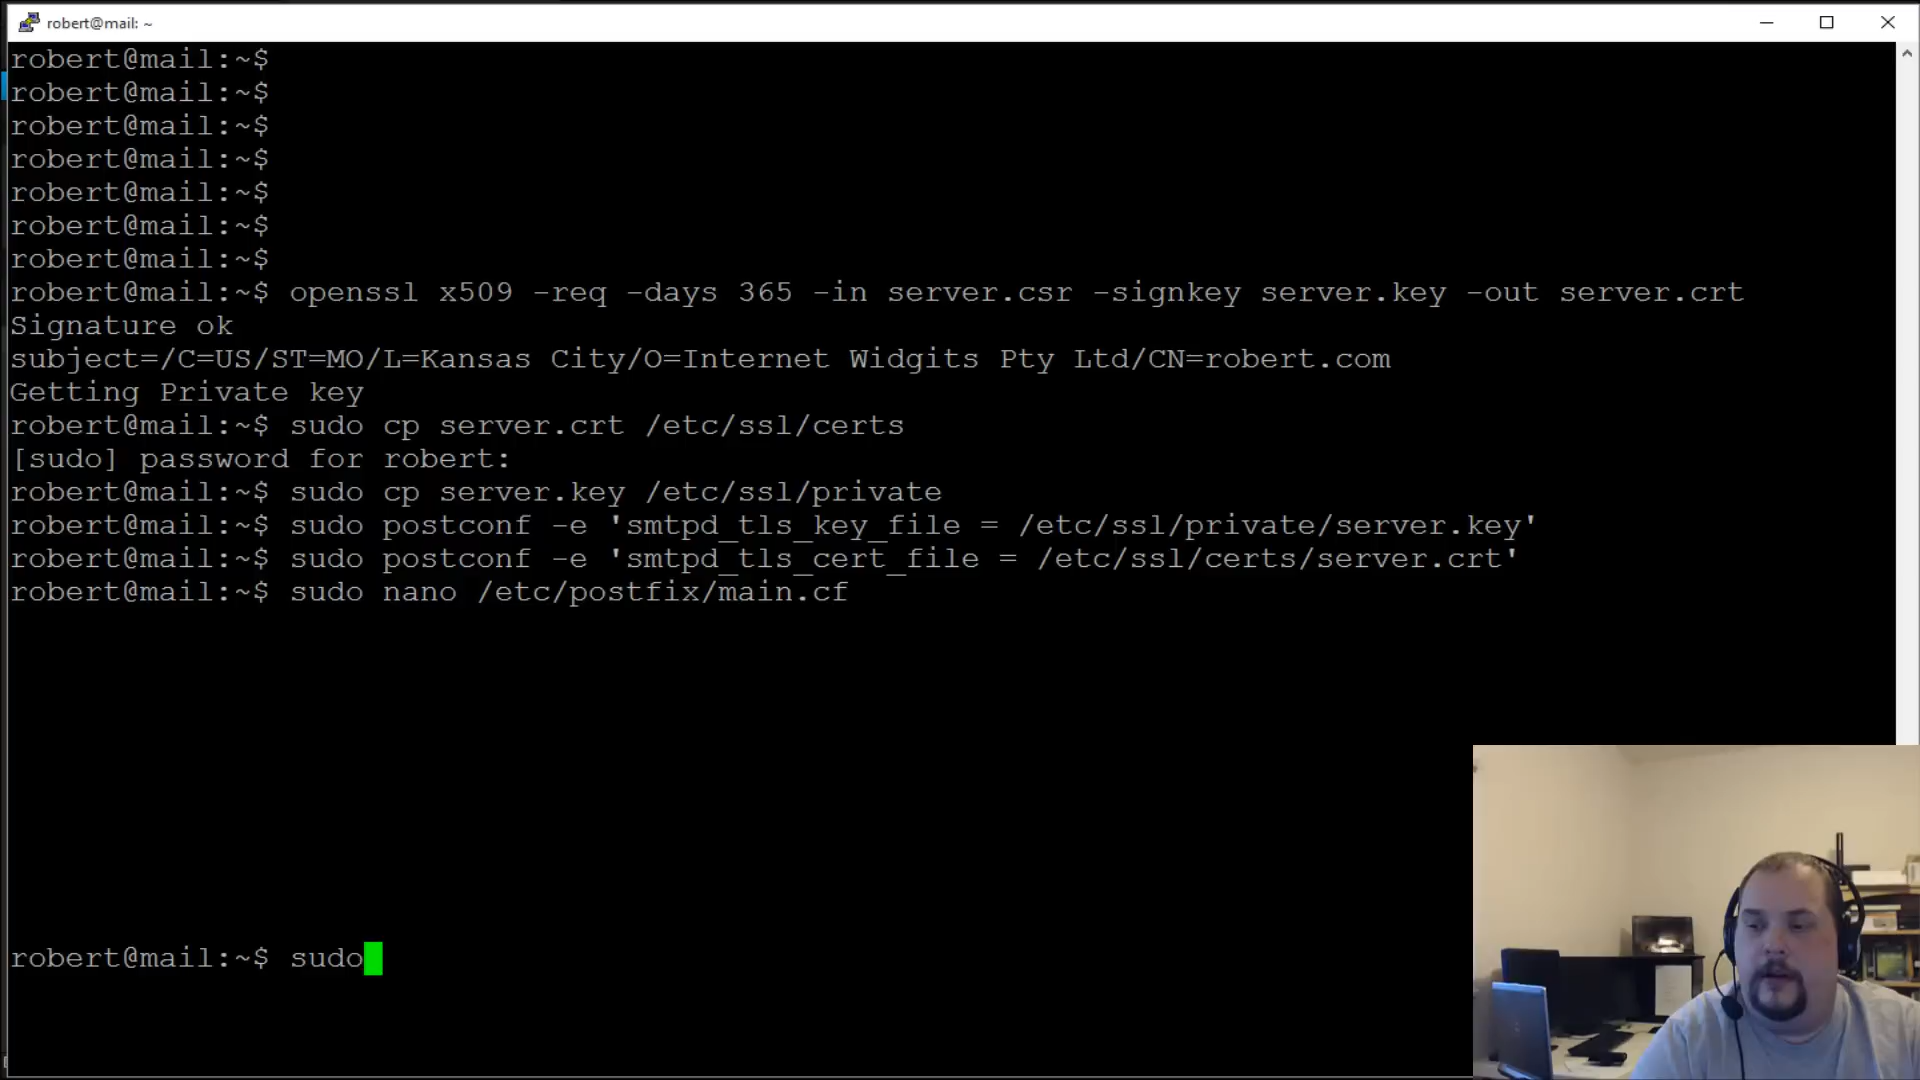 robert@mail: ~
robert@mail:~$
robert@mail:~$
robert@mail:~$
robert@mail:~$
robert@mail:~$
robert@mail:~$
robert@mail:~$
robert@mail:~$ openssl x509 -req -days 365 -in server.csr -signkey server.key -out server.crt
Signature ok
subject=/C=US/ST=MO/L=Kansas City/O=Internet Widgits Pty Ltd/CN=robert.com
Getting Private key
robert@mail:~$ sudo cp server.crt /etc/ssl/certs
[sudo] password for robert:
robert@mail:~$ sudo cp server.key /etc/ssl/private
robert@mail:~$ sudo postconf -e 'smtpd_tls_key_file = /etc/ssl/private/server.key'
robert@mail:~$ sudo postconf -e 'smtpd_tls_cert_file = /etc/ssl/certs/server.crt'
robert@mail:~$ sudo nano /etc/postfix/main.cf
robert@mail:~$ sudo